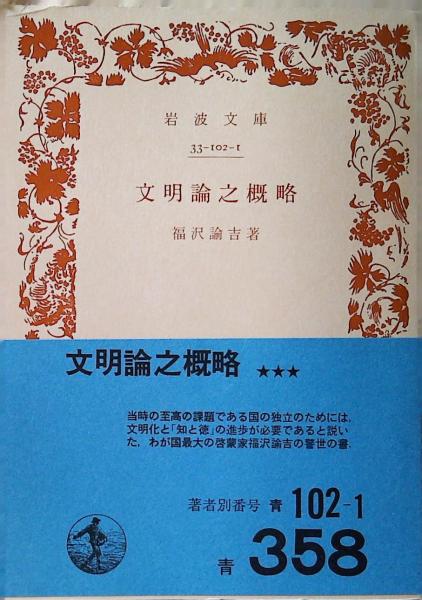 岩波文庫
33-102-1
文明論之概略
福沢諭吉著
文明論之概略 ★★★
当時の至高の課題である国の独立のためには,
文明化と「知と徳」の進歩が必要であると説い
た, わが国最大の啓蒙家福沢諭吉の警世の書.
著者別番号 青 102-1
青 358